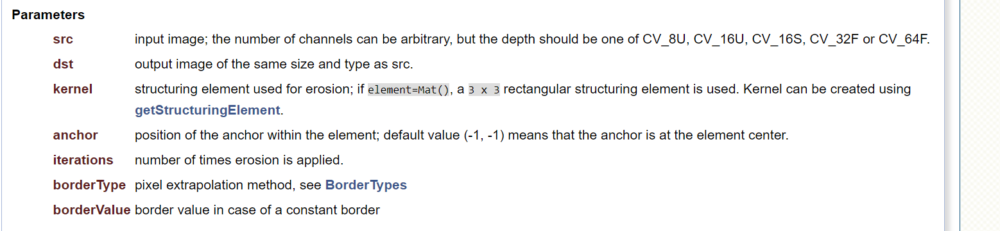 Parameters
src input image; the number of channels can be arbitrary, but the depth should be one of CV_8U, CV_16U, CV_16S, CV_32F or CV_64F.
dst output image of the same size and type as src.
kernel structuring element used for erosion; if element=Mat(), a 3 x 3 rectangular structuring element is used. Kernel can be created using
getStructuringElement.
anchor position of the anchor within the element; default value (-1, -1) means that the anchor is at the element center.
iterations number of times erosion is applied.
borderType pixel extrapolation method, see BorderTypes
borderValue border value in case of a constant border